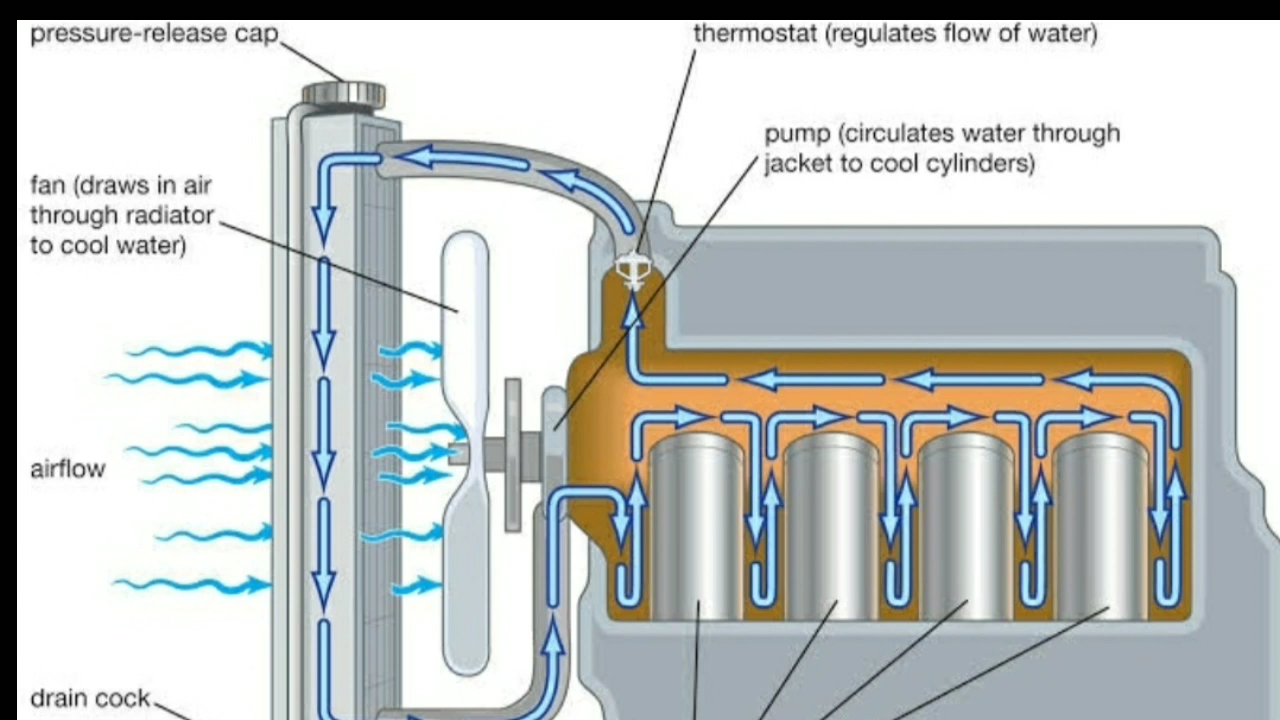 pressure-release cap
thermostat (regulates flow of water)
pump (circulates water through
jacket to cool cylinders)
fan (draws in air
through radiator
to cool water)
airflow
drain cock